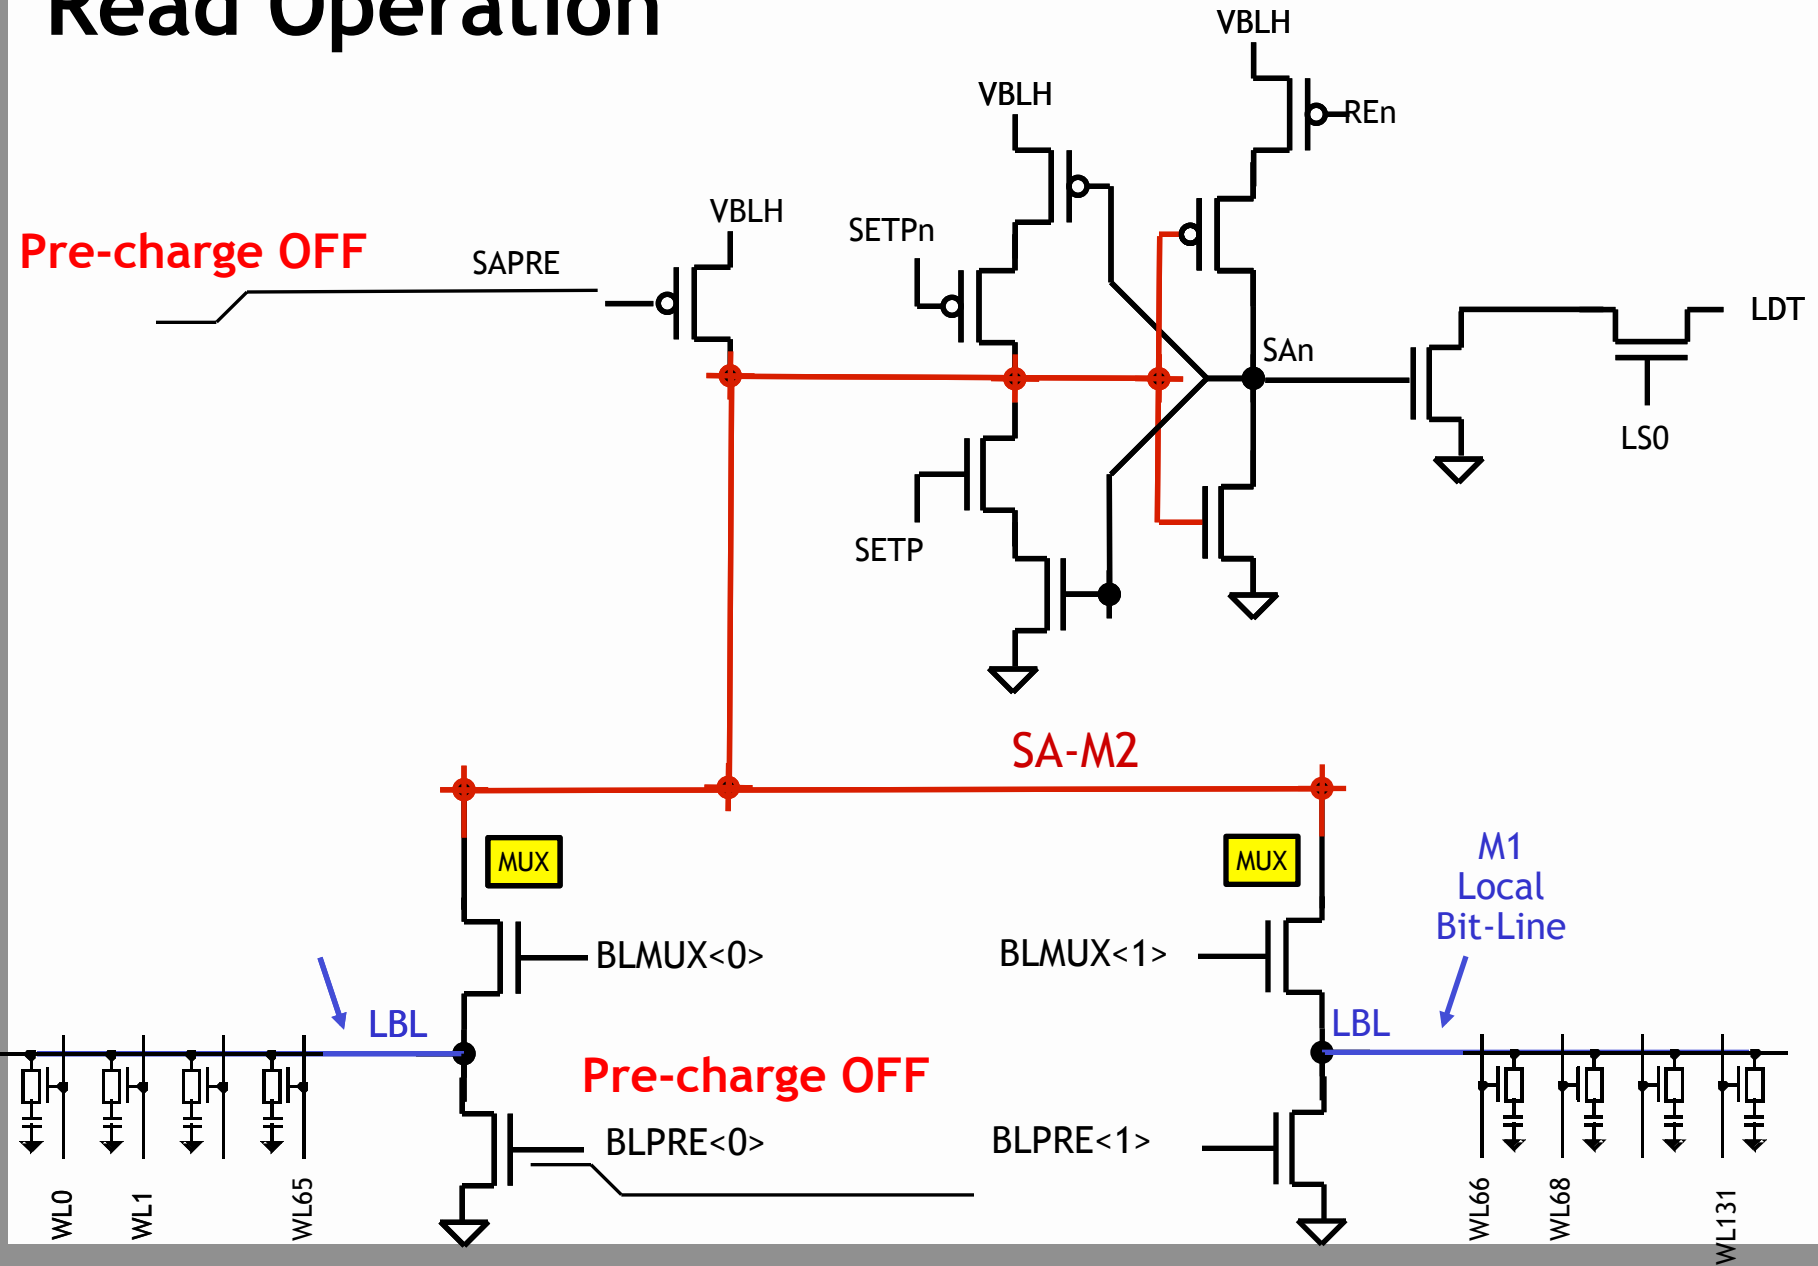 Read Operation
VBLH
VBLH
REn
VBLH
SETPn
Pre-charge OFF
SAPRE
LDT
SAn
LS0
SETP
SA-M2
MUX
MUX
M1
Local
Bit-Line
BLMUX<0>
BLMUX<1>
LBL
LBL
Pre-charge OFF
BLPRE<0>
BLPRE<1>
WL0
WL1
WL65
WL66
WL68
WL131